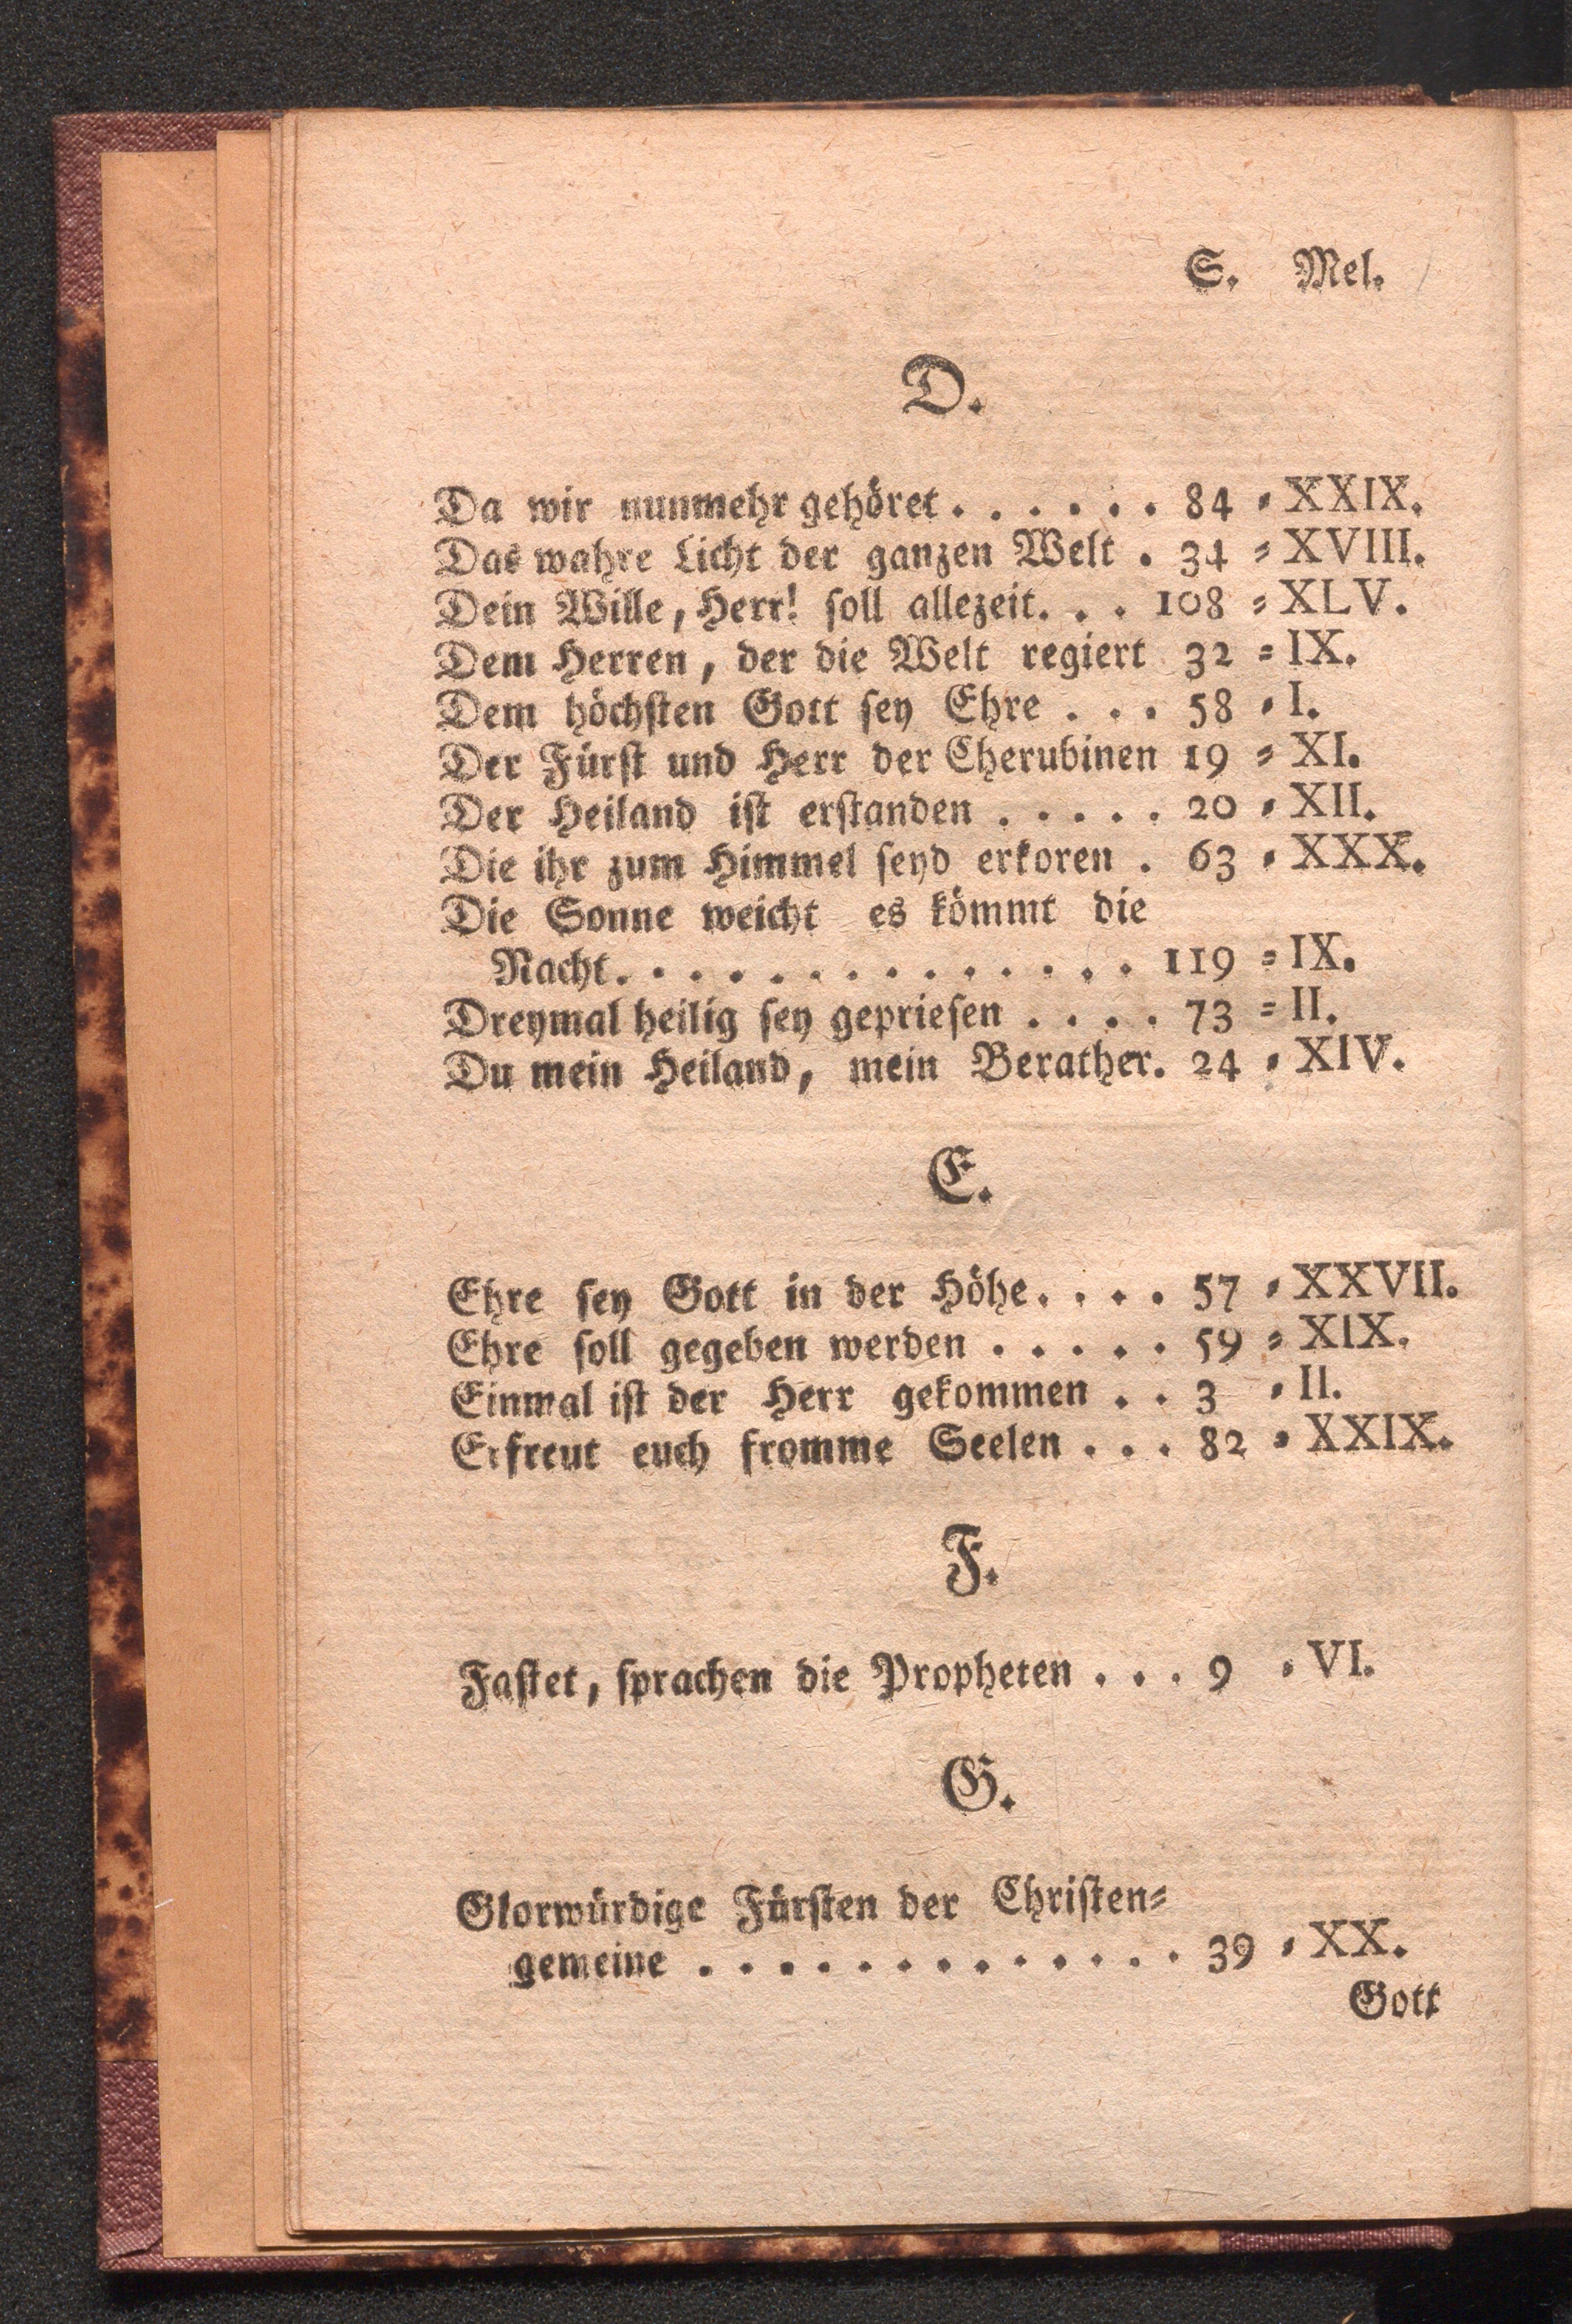 S. Mel.
D.
Da wir nunmehr gehöret . . . . . . 84 = XXIX.
Das wahre Licht der ganzen Welt . 34 = XVIII.
Dein Wille, Herr! soll allezeit. . . 108 = XLV.
Dem Herren, der die Welt regiert 32 = IX.
Dem höchsten Gott sey Ehre . . . 58 = I.
Der Fürst und Herr der Cherubinen 19 = XI.
Der Heiland ist erstanden . . . . . 20 = XII.
Die ihr zum Himmel seyd erkoren . 63 = XXX.
Die Sonne weicht es kömmt die
Nacht. . . . . . . . . . . . . . 119 = IX.
Dreymal heilig sey gepriesen . . . . 73 = II.
Du mein Heiland, mein Berather. 24 = XIV.
E.
Ehre sey Gott in der Höhe. . . . 57 = XXVII.
Ehre soll gegeben werden . . . . . 59 = XIX.
Einmal ist der Herr gekommen . . 3 = II.
Erfreut euch fromme Seelen . . . 82 = XXIX.
F.
Fastet, sprachen die Propheten . . . 9 = VI.
G.
Glorwürdige Fürsten der Christen=
gemeine . . . . . . . . . . . . . 39 = XX.
Gott